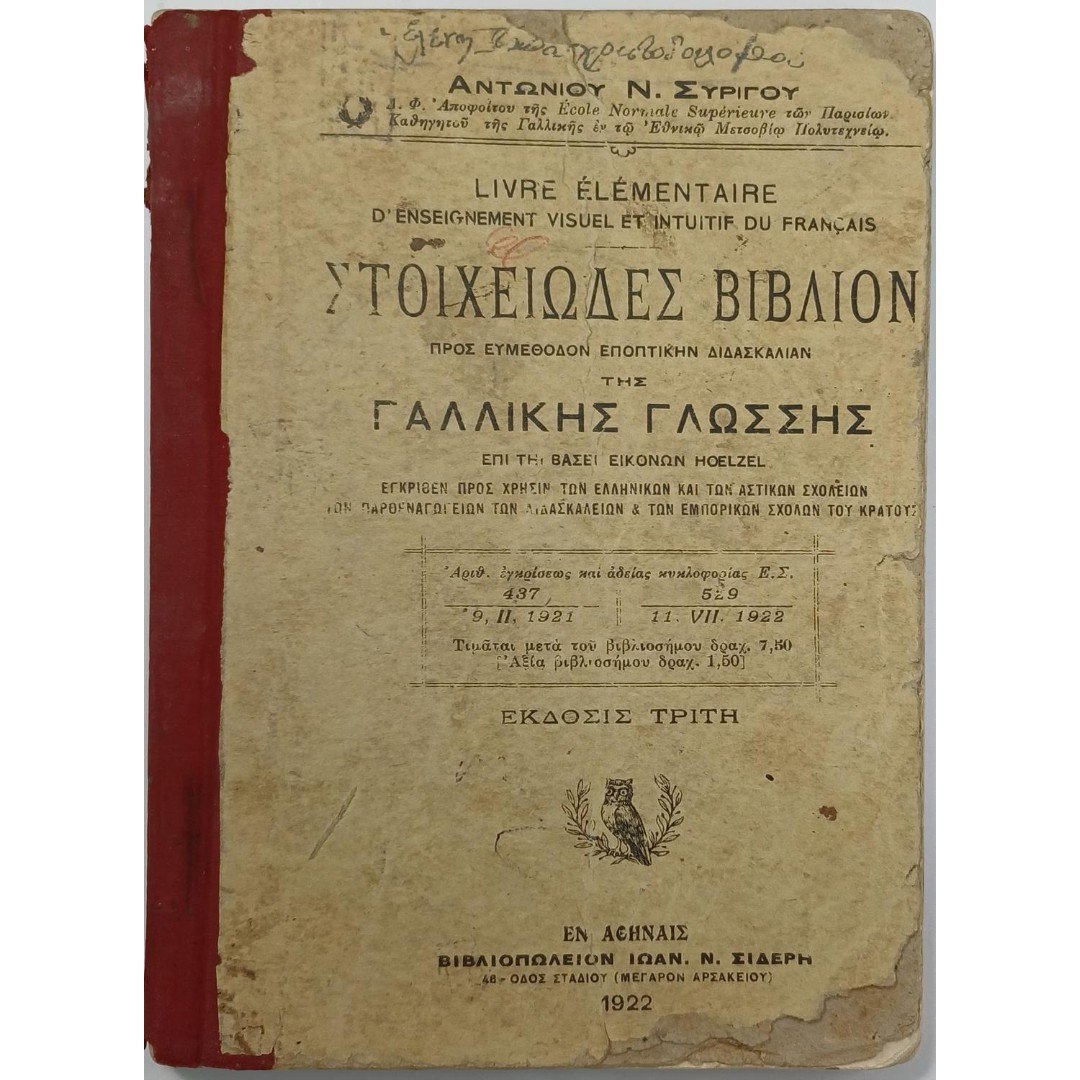 Ἑλένη
ΑΝΤΩΝΙΟΥ Ν. ΣΥΡΙΓΟΥ
Δ. Φ. Ἀποφοίτου τῆς École Normale Supérieure τῶν Παρισίων
Καθηγητοῦ τῆς Γαλλικῆς ἐν τῷ Ἐθνικῷ Μετσοβίῳ Πολυτεχνείῳ.
LIVRE ÉLÉMENTAIRE
D'ENSEIGNEMENT VISUEL ET INTUITIF DU FRANÇAIS
ΣΤΟΙΧΕΙΩΔΕΣ ΒΙΒΛΙΟΝ
ΠΡΟΣ ΕΥΜΕΘΟΔΟΝ ΕΠΟΠΤΙΚΗΝ ΔΙΔΑΣΚΑΛΙΑΝ
ΤΗΣ
ΓΑΛΛΙΚΗΣ ΓΛΩΣΣΗΣ
ΕΠΙ ΤΗι ΒΑΣΕΙ ΕΙΚΟΝΩΝ HOELZEL
ΕΓΚΡΙΘΕΝ ΠΡΟΣ ΧΡΗΣΙΝ ΤΩΝ ΕΛΛΗΝΙΚΩΝ ΚΑΙ ΤΩΝ ΑΣΤΙΚΩΝ ΣΧΟΛΕΙΩΝ
ΤΩΝ ΠΑΡΘΕΝΑΓΩΓΕΙΩΝ ΤΩΝ ΔΙΔΑΣΚΑΛΕΙΩΝ & ΤΩΝ ΕΜΠΟΡΙΚΩΝ ΣΧΟΛΩΝ ΤΟΥ ΚΡΑΤΟΥΣ
Ἀριθ. ἐγκρίσεως καὶ ἀδείας κυκλοφορίας Ε.Σ.
437 529
9, II, 1921 11. VII. 1922
Τιμᾶται μετὰ τοῦ βιβλιοσήμου δραχ. 7,50
[Ἀξία βιβλιοσήμου δραχ. 1,50]
ΕΚΔΟΣΙΣ ΤΡΙΤΗ
ΕΝ ΑΘΗΝΑΙΣ
ΒΙΒΛΙΟΠΩΛΕΙΟΝ ΙΩΑΝ. Ν. ΣΙΔΕΡΗ
46 - ΟΔΟΣ ΣΤΑΔΙΟΥ (ΜΕΓΑΡΟΝ ΑΡΣΑΚΕΙΟΥ)
1922